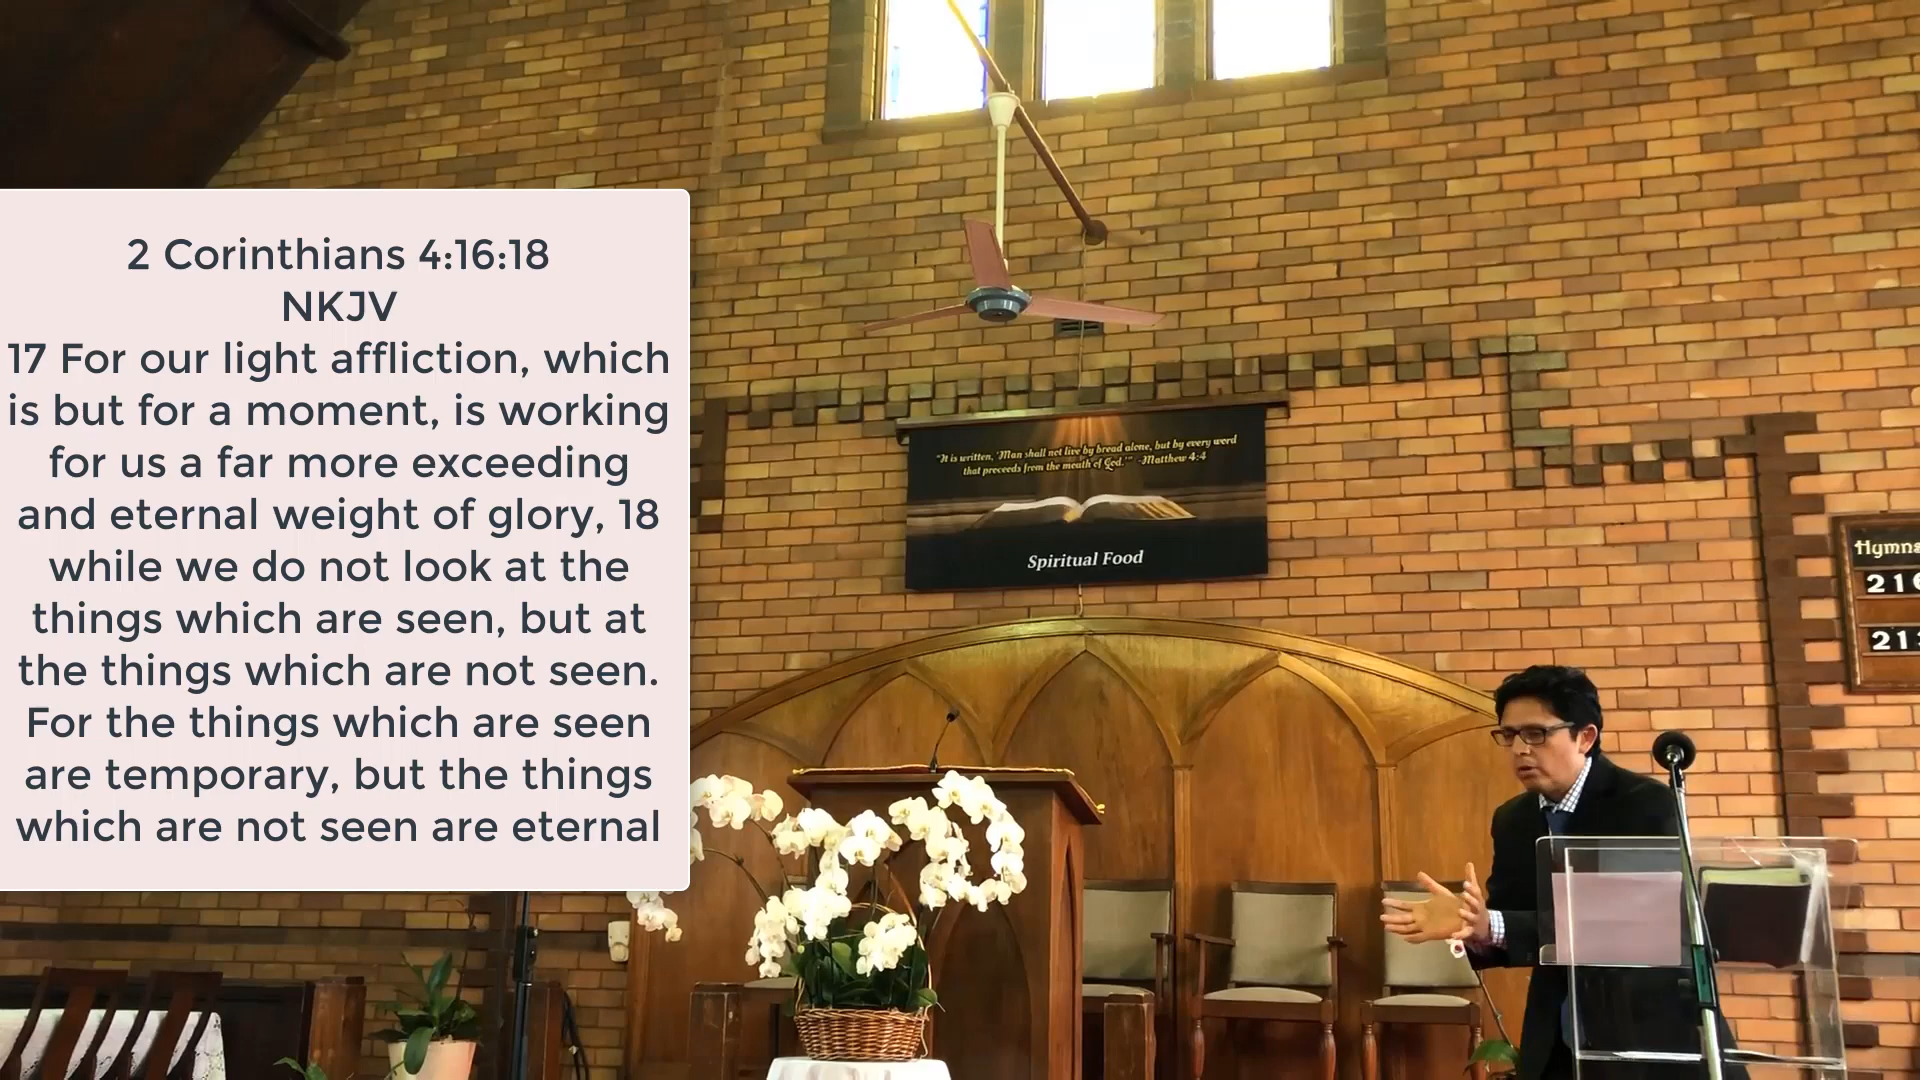 2 Corinthians 4:16:18
NKJV
17 For our light affliction, which
is but for a moment, is working
for us a far more exceeding
and eternal weight of glory, 18
while we do not look at the
things which are seen, but at
the things which are not seen.
For the things which are seen
are temporary, but the things
which are not seen are eternal
"It is written, 'Man shall not live by bread alone, but by every word
that proceeds from the mouth of God.'" -Matthew 4:4
Spiritual Food
Hymns
216
21